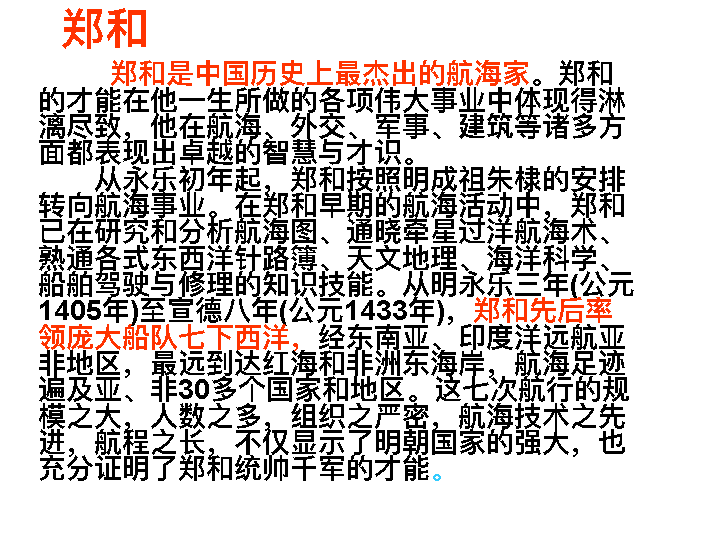 郑和
郑和是中国历史上最杰出的航海家。郑和
的才能在他一生所做的各项伟大事业中体现得淋
漓尽致，他在航海、外交、军事、建筑等诸多方
面都表现出卓越的智慧与才识。
从永乐初年起，郑和按照明成祖朱棣的安排
转向航海事业。在郑和早期的航海活动中，郑和
已在研究和分析航海图、通晓牵星过洋航海术、
熟通各式东西洋针路簿、天文地理、海洋科学、
船舶驾驶与修理的知识技能。从明永乐三年(公元
1405年)至宣德八年(公元1433年)，郑和先后率
领庞大船队七下西洋，经东南亚、印度洋远航亚
非地区，最远到达红海和非洲东海岸，航海足迹
遍及亚、非30多个国家和地区。这七次航行的规
模之大，人数之多，组织之严密，航海技术之先
进，航程之长，不仅显示了明朝国家的强大，也
充分证明了郑和统帅千军的才能。